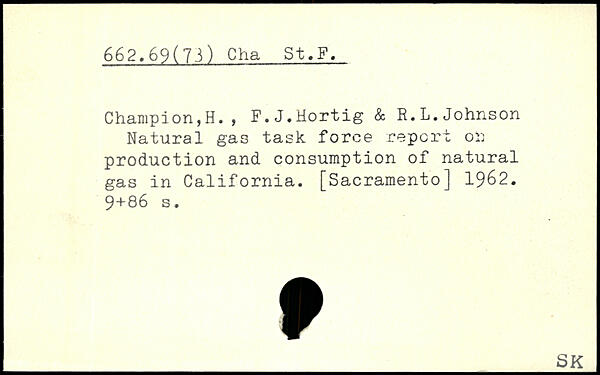 662.69(73) Cha St.F.
Champion,H., F.J.Hortig & R.L.Johnson
Natural gas task force report on
production and consumption of natural
gas in California. [Sacramento] 1962.
9+86 s.
SK